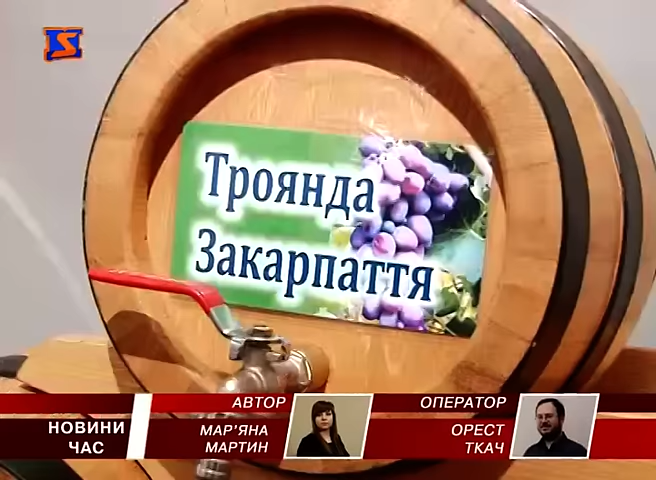 Троянда
Закарпаття
АВТОР
МАР'ЯНА
МАРТИН
ОПЕРАТОР
ОРЕСТ
ТКАЧ
НОВИНИ
ЧАС